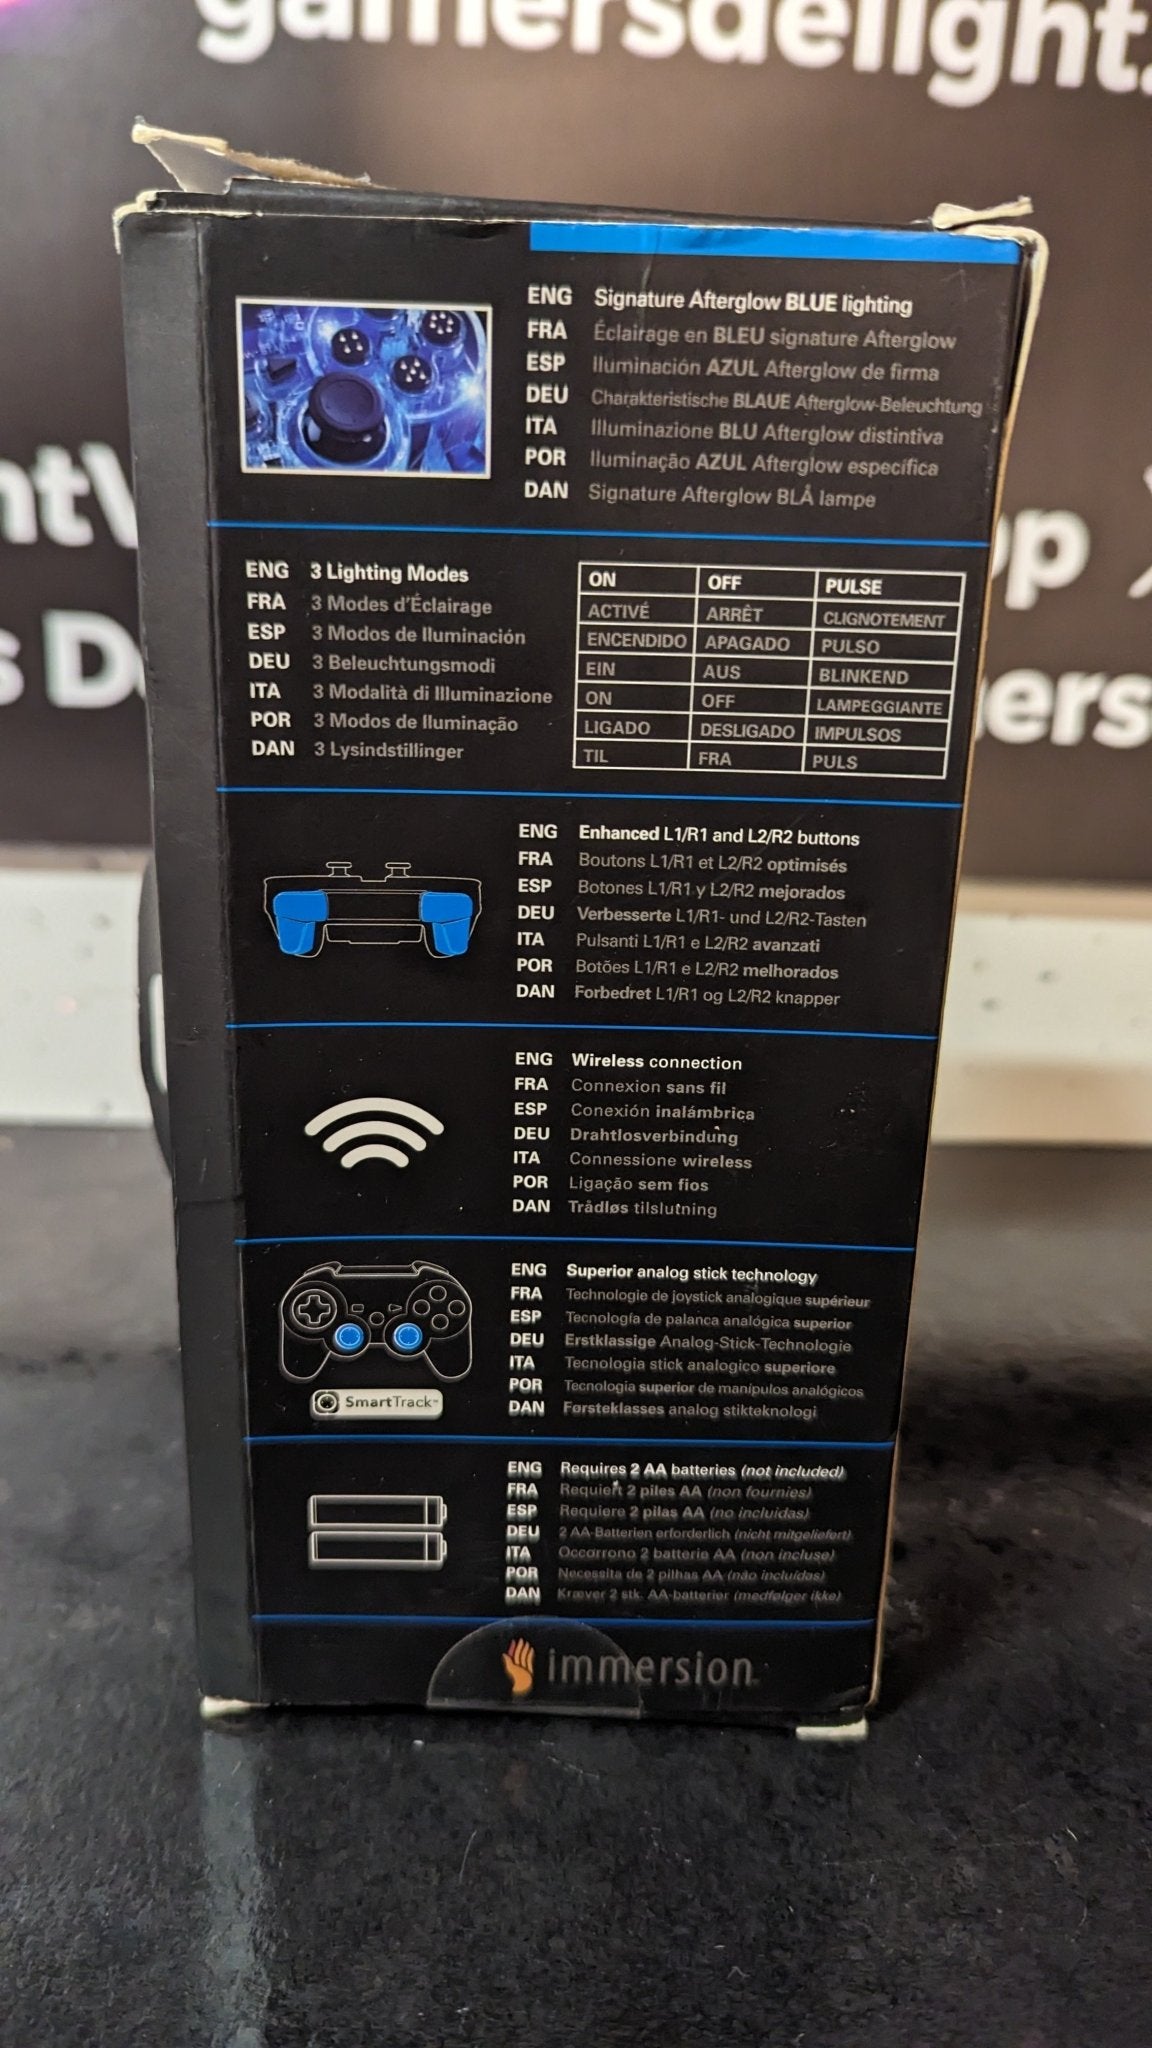 gamersdelight.
ENG Signature Afterglow BLUE lighting
FRA Éclairage en BLEU signature Afterglow
ESP Iluminación AZUL Afterglow de firma
DEU Charakteristische BLAUE Afterglow-Beleuchtung
ITA Illuminazione BLU Afterglow distintiva
POR Iluminação AZUL Afterglow específica
DAN Signature Afterglow BLÅ lampe
ENG 3 Lighting Modes
FRA 3 Modes d'Éclairage
ESP 3 Modos de Iluminación
DEU 3 Beleuchtungsmodi
ITA 3 Modalità di Illuminazione
POR 3 Modos de Iluminação
DAN 3 Lysindstillinger
ON OFF PULSE
ACTIVÉ ARRÊT CLIGNOTEMENT
ENCENDIDO APAGADO PULSO
EIN AUS BLINKEND
ON OFF LAMPEGGIANTE
LIGADO DESLIGADO IMPULSOS
TIL FRA PULS
ENG Enhanced L1/R1 and L2/R2 buttons
FRA Boutons L1/R1 et L2/R2 optimisés
ESP Botones L1/R1 y L2/R2 mejorados
DEU Verbesserte L1/R1- und L2/R2-Tasten
ITA Pulsanti L1/R1 e L2/R2 avanzati
POR Botões L1/R1 e L2/R2 melhorados
DAN Forbedret L1/R1 og L2/R2 knapper
ENG Wireless connection
FRA Connexion sans fil
ESP Conexión inalámbrica
DEU Drahtlosverbindung
ITA Connessione wireless
POR Ligação sem fios
DAN Trådløs tilslutning
ENG Superior analog stick technology
FRA Technologie de joystick analogique supérieur
ESP Tecnología de palanca analógica superior
DEU Erstklassige Analog-Stick-Technologie
ITA Tecnologia stick analogico superiore
POR Tecnologia superior de manípulos analógicos
DAN Førsteklasses analog stikteknologi
SmartTrack™
ENG Requires 2 AA batteries (not included)
FRA Requiert 2 piles AA (non fournies)
ESP Requiere 2 pilas AA (no incluidas)
DEU 2 AA-Batterien erforderlich (nicht mitgeliefert)
ITA Occorrono 2 batterie AA (non incluse)
POR Necessita de 2 pilhas AA (não incluídas)
DAN Kræver 2 stk. AA-batterier (medfølger ikke)
immersion